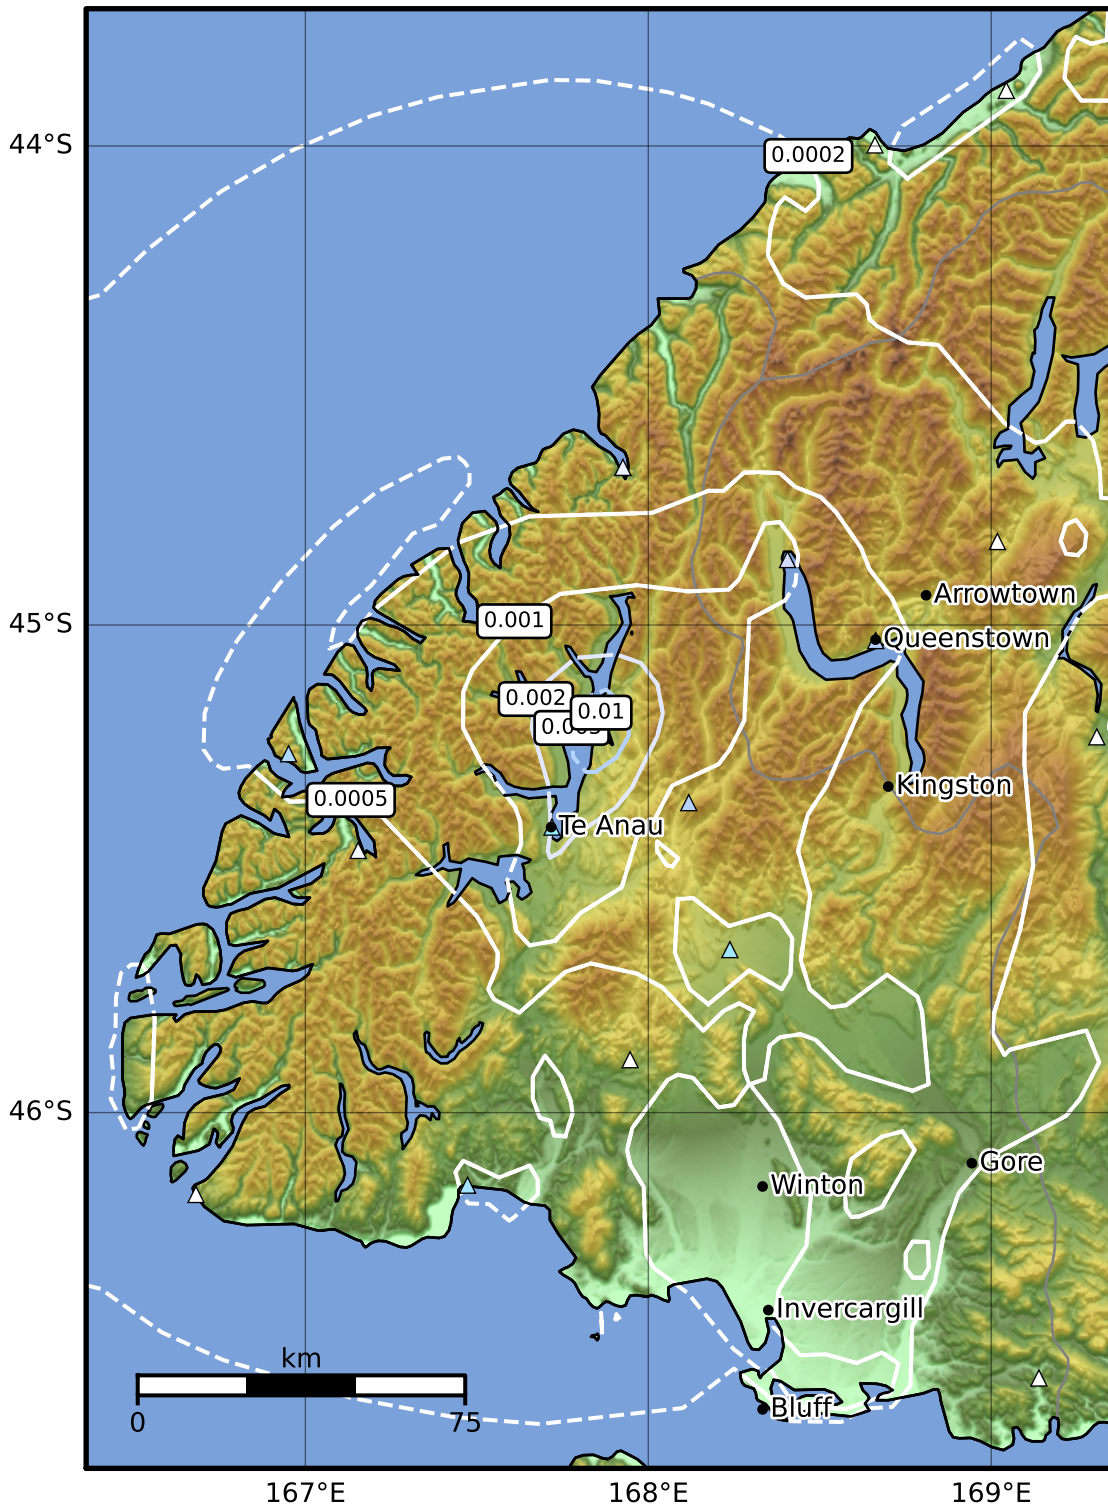 44°S
0.0002
Arrowtown
45°S
0.001
Queenstown
0.002
0.01
Kingston
0.0005
Te Anau
46°S
Gore
Winton
Invercargill
km
Bluff
0
75
167°E
168°E
169°E